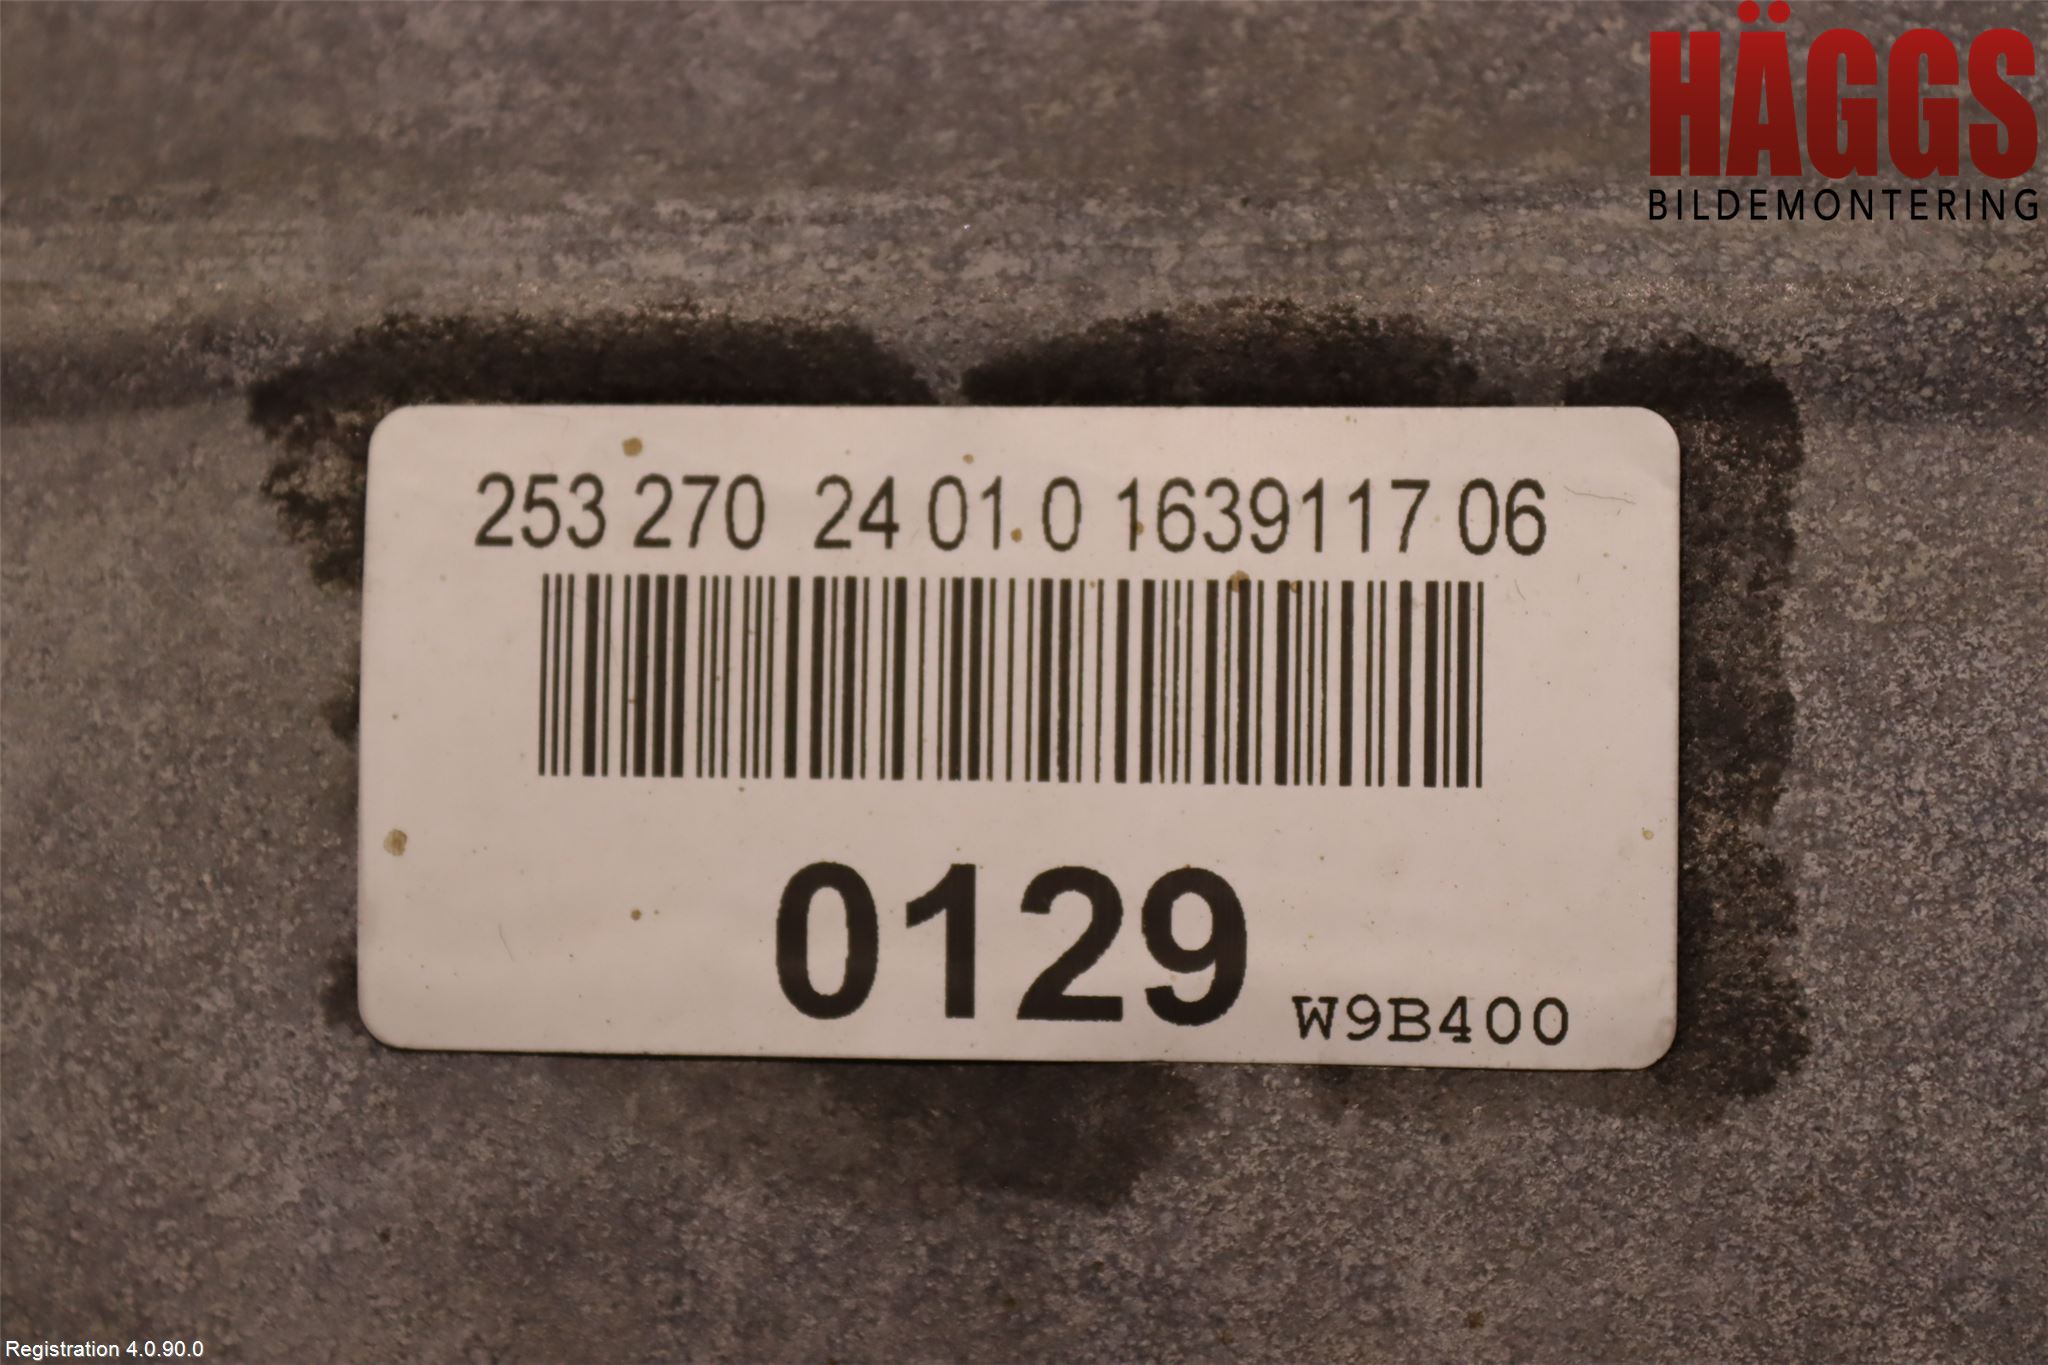 HÄGGS
BILDEMONTERING
253 270 24 01 0 1639117 06
0129
W9B400
Registration 4.0.90.0